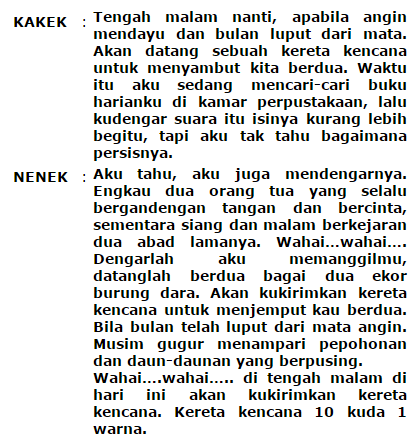 KAKEK : Tengah malam nanti, apabila angin
mendayu dan bulan luput dari mata.
Akan datang sebuah kereta kencana
untuk menyambut kita berdua. Waktu
itu aku sedang mencari-cari buku
harianku di kamar perpustakaan, lalu
kudengar suara itu isinya kurang lebih
begitu, tapi aku tak tahu bagaimana
persisnya.
NENEK : Aku tahu, aku juga mendengarnya.
Engkau dua orang tua yang selalu
bergandengan tangan dan bercinta,
sementara siang dan malam berkejaran
dua abad lamanya. Wahai...wahai....
Dengarlah aku memanggilmu,
datanglah berdua bagai dua ekor
burung dara. Akan kukirimkan kereta
kencana untuk menjemput kau berdua.
Bila bulan telah luput dari mata angin.
Musim gugur menampari pepohonan
dan daun-daunan yang berpusing.
Wahai....wahai..... di tengah malam di
hari ini akan kukirimkan kereta
kencana. Kereta kencana 10 kuda 1
warna.